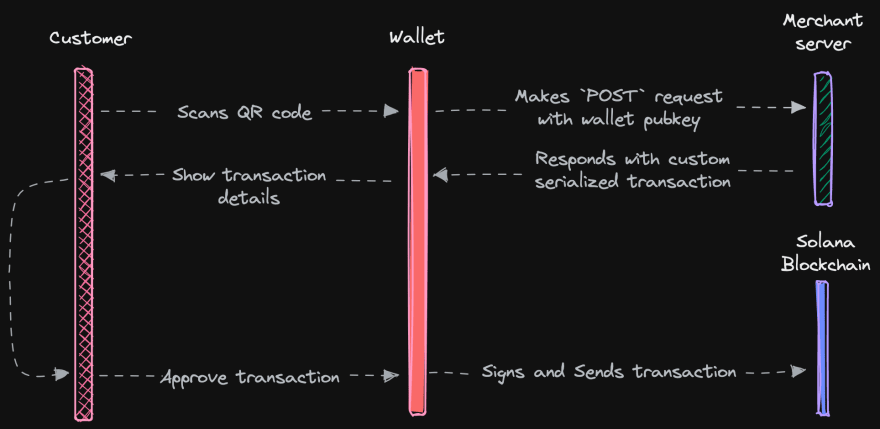 Customer
Wallet
Merchant
server
Scans QR code
Makes `POST` request
with wallet pubkey
Show transaction
details
Responds with custom
serialized transaction
Solana
Blockchain
Approve transaction
Signs and Sends transaction